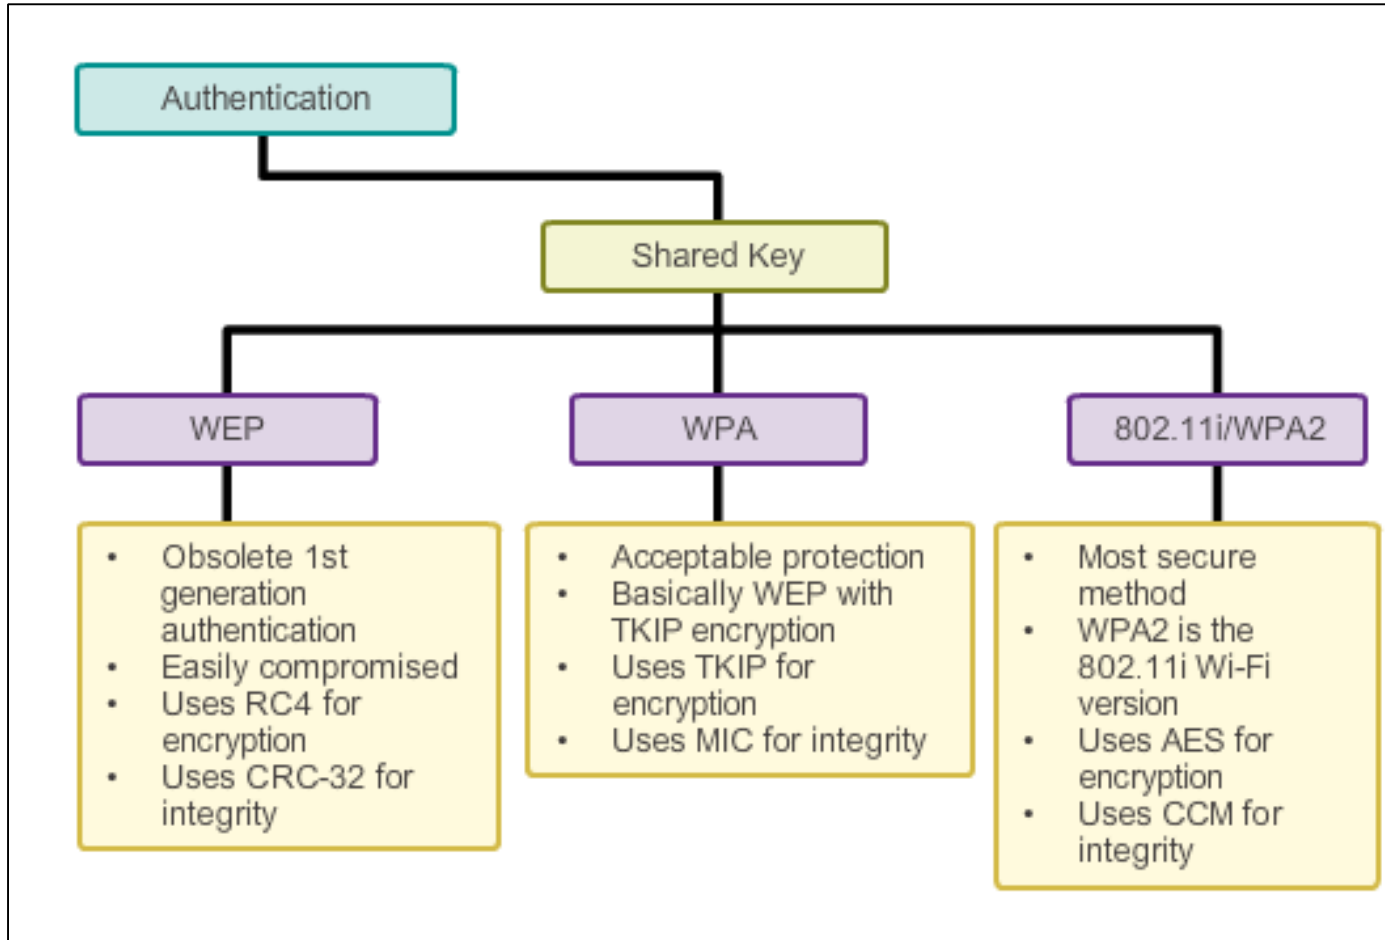 Authentication
Shared Key
WEP
WPA
802.11i/WPA2
• Obsolete 1st
generation
authentication
• Easily compromised
• Uses RC4 for
encryption
• Uses CRC-32 for
integrity
• Acceptable protection
• Basically WEP with
TKIP encryption
• Uses TKIP for
encryption
• Uses MIC for integrity
• Most secure
method
• WPA2 is the
802.11i Wi-Fi
version
• Uses AES for
encryption
• Uses CCM for
integrity